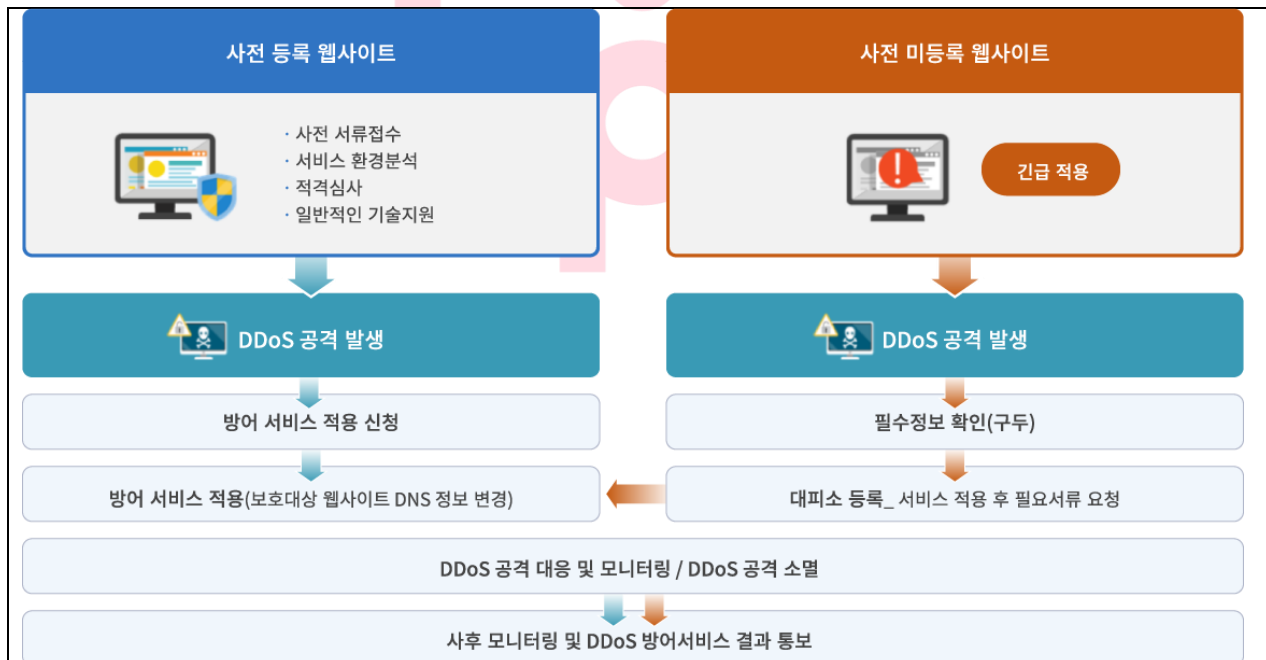 사전 등록 웹사이트
· 사전 서류접수
· 서비스 환경분석
· 적격심사
· 일반적인 기술지원
사전 미등록 웹사이트
긴급 적용
DDoS 공격 발생
DDoS 공격 발생
방어 서비스 적용 신청
필수정보 확인(구두)
방어 서비스 적용(보호대상 웹사이트 DNS 정보 변경)
대피소 등록_ 서비스 적용 후 필요서류 요청
DDoS 공격 대응 및 모니터링 / DDoS 공격 소멸
사후 모니터링 및 DDoS 방어서비스 결과 통보